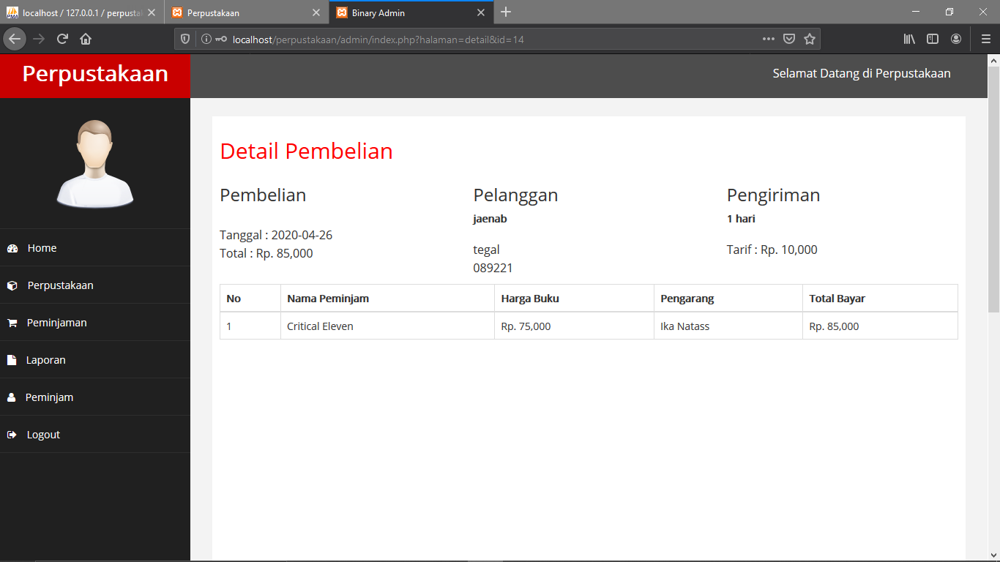 localhost / 127.0.0.1 / perpusta
Perpustakaan
Binary Admin
localhost/perpustakaan/admin/index.php?halaman=detail&id=14
Perpustakaan
Selamat Datang di Perpustakaan
Home
Perpustakaan
Peminjaman
Laporan
Peminjam
Logout
Detail Pembelian
Pembelian
Tanggal : 2020-04-26
Total : Rp. 85,000
Pelanggan
jaenab
tegal
089221
Pengiriman
1 hari
Tarif : Rp. 10,000
No Nama Peminjam Harga Buku Pengarang Total Bayar
1 Critical Eleven Rp. 75,000 Ika Natass Rp. 85,000